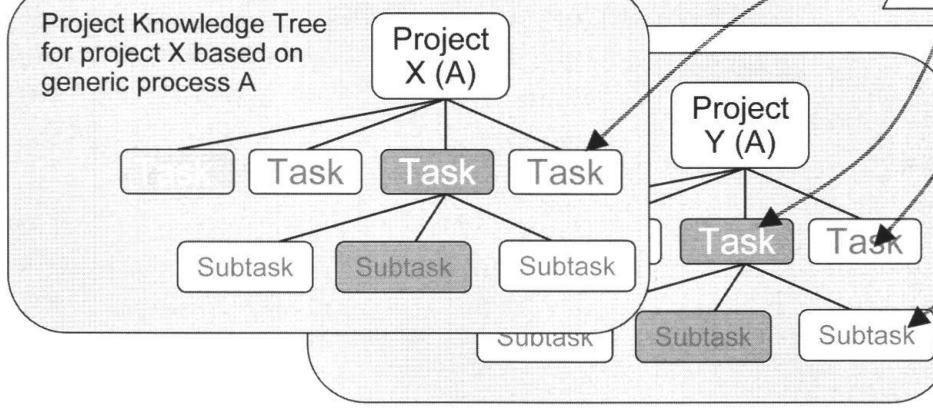 Project Knowledge Tree
for project X based on
generic process A
Project
X (A)
Task
Task
Task
Task
Subtask
Subtask
Subtask
Project
Y (A)
Task
Task
Subtask
Subtask
Subtask